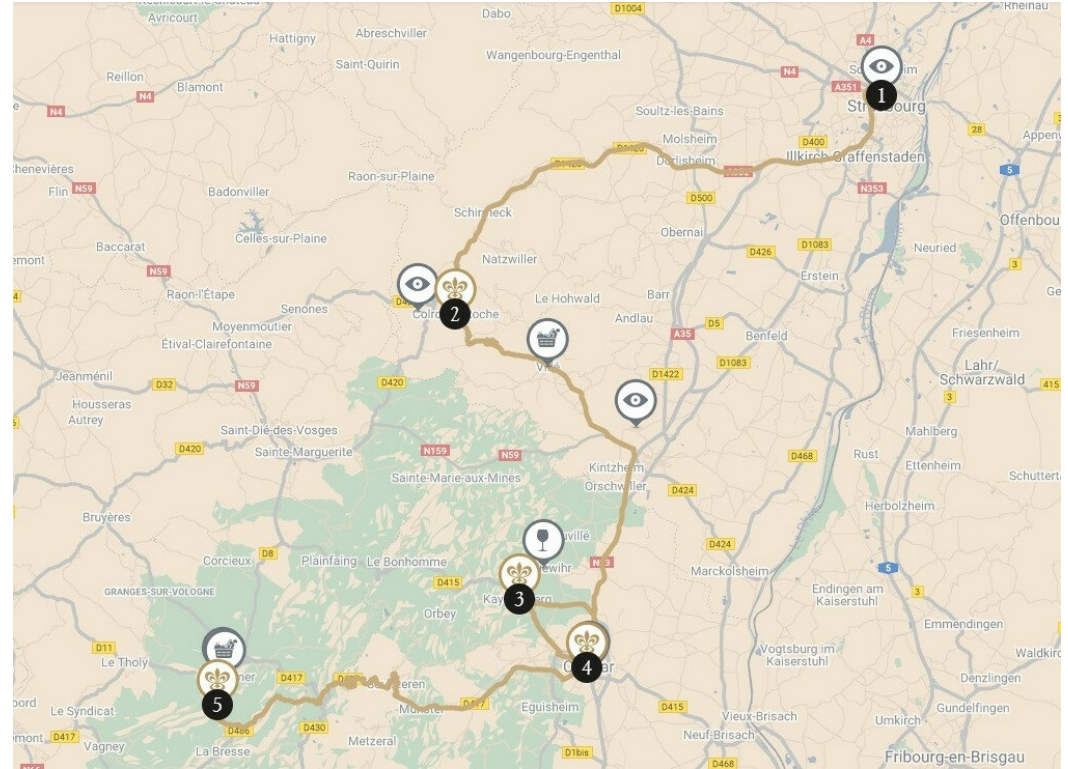 Avricourt
Dabo
D1004
Rheinau
Hattigny
Abreschviller
A4
Wangenbourg-Engenthal
Saint-Quirin
Reillon
Blamont
N4
N4
N4
A351
1
Soultz-les-Bains
28
Molsheim
D400
Illkirch-Graffenstaden
Flin
N59
Raon-sur-Plaine
Badonviller
N353
5
D500
Schirmeck
Obernai
Baccarat
Celles-sur-Plaine
D1083
Neuried
3
N59
Natzwiller
D426
Erstein
Raon-l'Étape
Senones
Le Hohwald
Barr
2
Moyenmoutier
Andlau
A35
D5
Benfeld
Friesenheim
Étival-Clairefontaine
D1083
Lahr/
Schwarzwald
Jeanménil
D32
N59
D420
D1422
415
3
Housseras
Autrey
Saint-Dié-des-Vosges
Mahlberg
D420
Sainte-Marguerite
N159
N59
D468
Rust
Ettenheim
Kintzheim
Orschwiller
Sainte-Marie-aux-Mines
D424
Herbolzheim
Bruyères
D424
Corcieux
D8
Plainfaing
Le Bonhomme
D415
Marckolsheim
5
GRANGES-SUR-VOLOGNE
3
Orbey
Endingen am
Kaiserstuhl
3
Emmendingen
D11
Le Tholy
4
Vogtsburg im
Kaiserstuhl
D417
Denzlingen
5
Le Syndicat
Munster
Eguisheim
D415
D430
Vieux-Brisach
Gundelfingen
D417
Vagney
D486
La Bresse
Metzeral
Neuf-Brisach
Umkirch
D1bis
D468
Fribourg-en-Brisgau